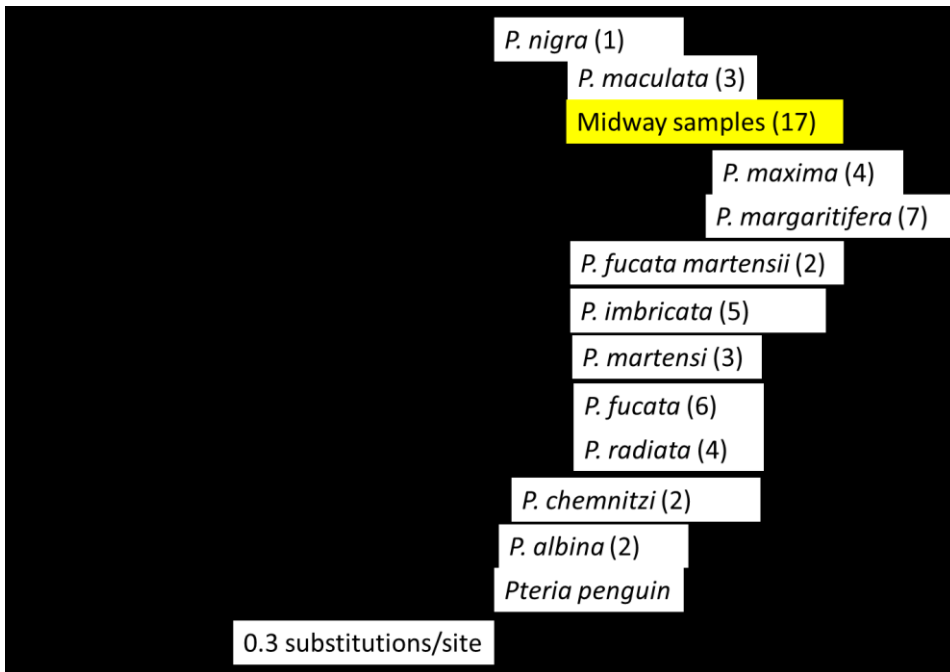 P. nigra (1)
P. maculata (3)
Midway samples (17)
P. maxima (4)
P. margaritifera (7)
P. fucata martensii (2)
P. imbricata (5)
P. martensi (3)
P. fucata (6)
P. radiata (4)
P. chemnitzi (2)
P. albina (2)
Pteria penguin
0.3 substitutions/site